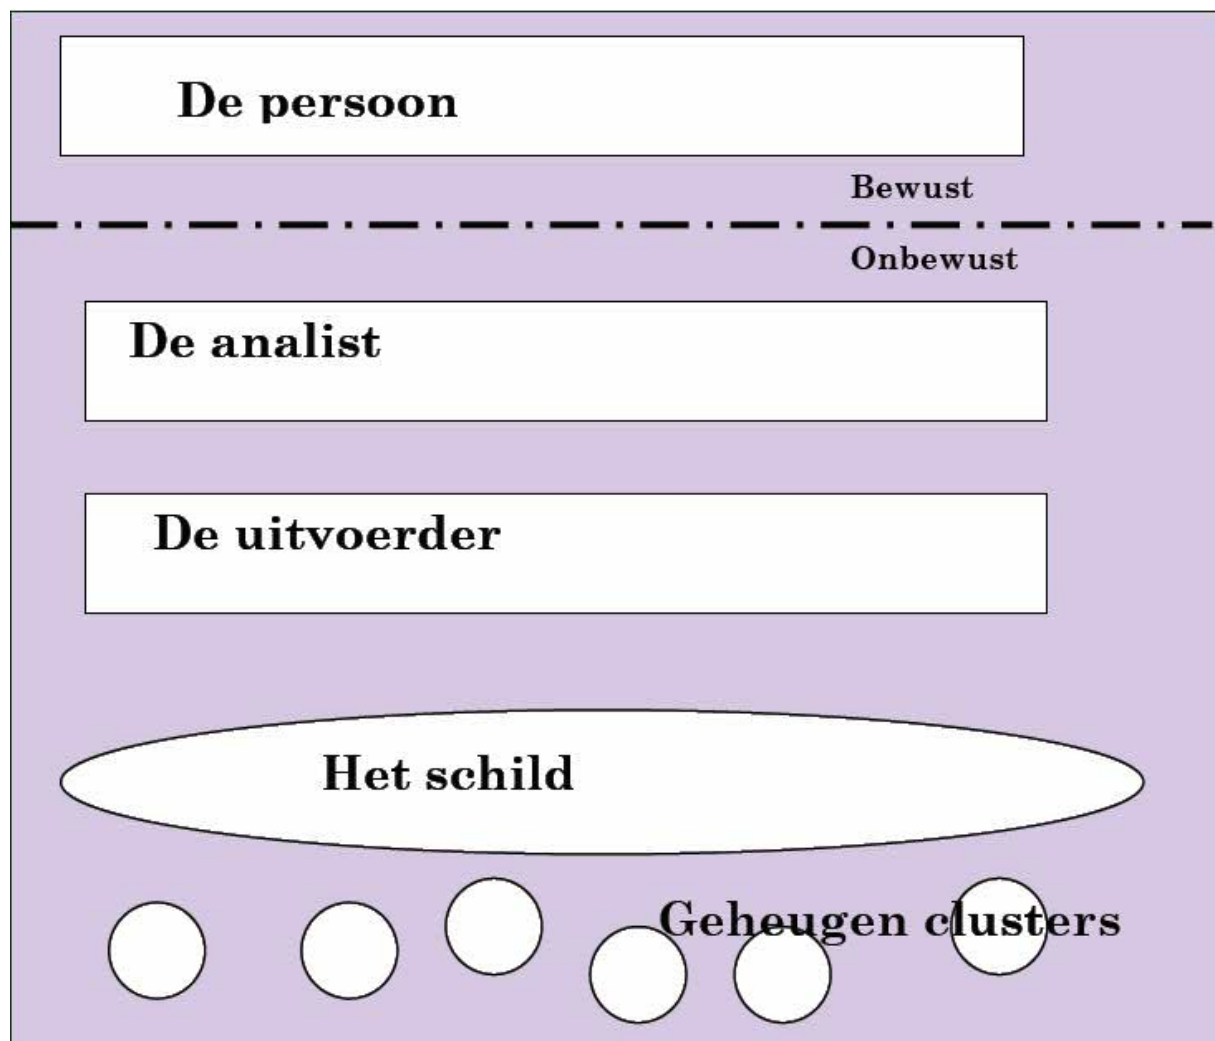 De persoon
Bewust
Onbewust
De analist
De uitvoerder
Het schild
Geheugen clusters